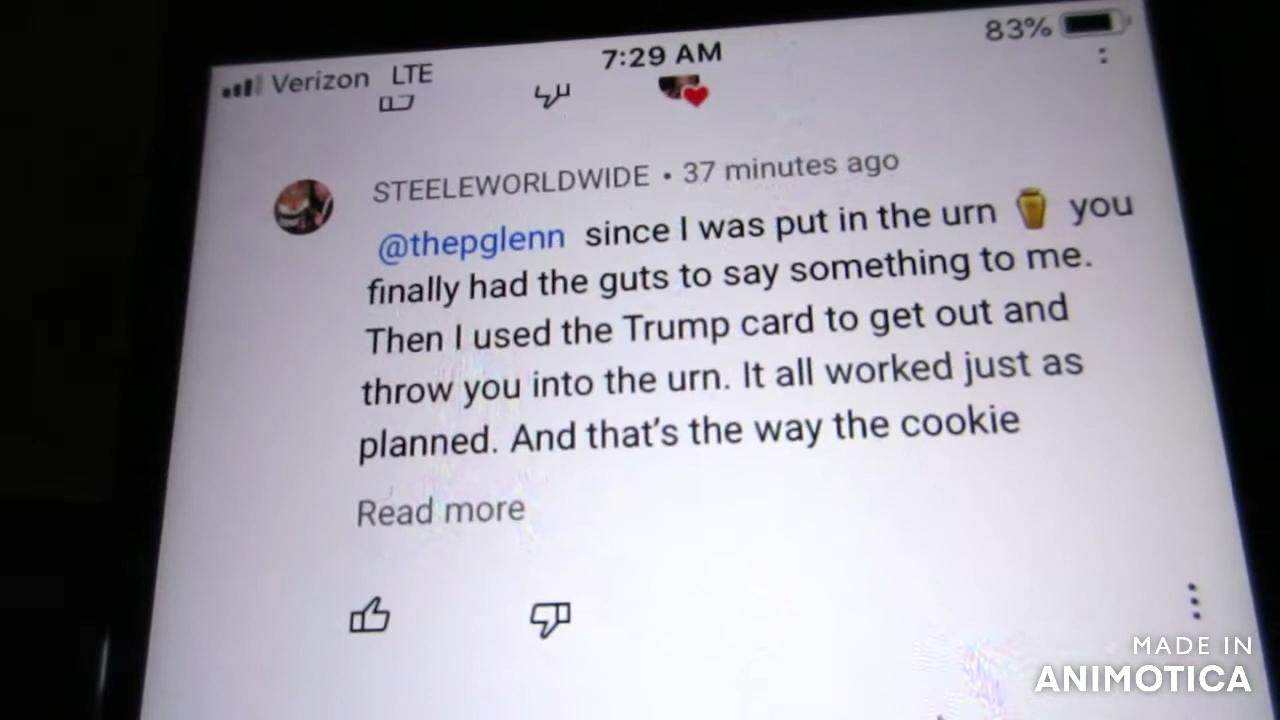 Verizon LTE 7:29 AM 83%
STEELEWORLDWIDE • 37 minutes ago
@thepglenn since I was put in the urn ⚱️ you
finally had the guts to say something to me.
Then I used the Trump card to get out and
throw you into the urn. It all worked just as
planned. And that's the way the cookie
Read more
MADE IN
ANIMOTICA